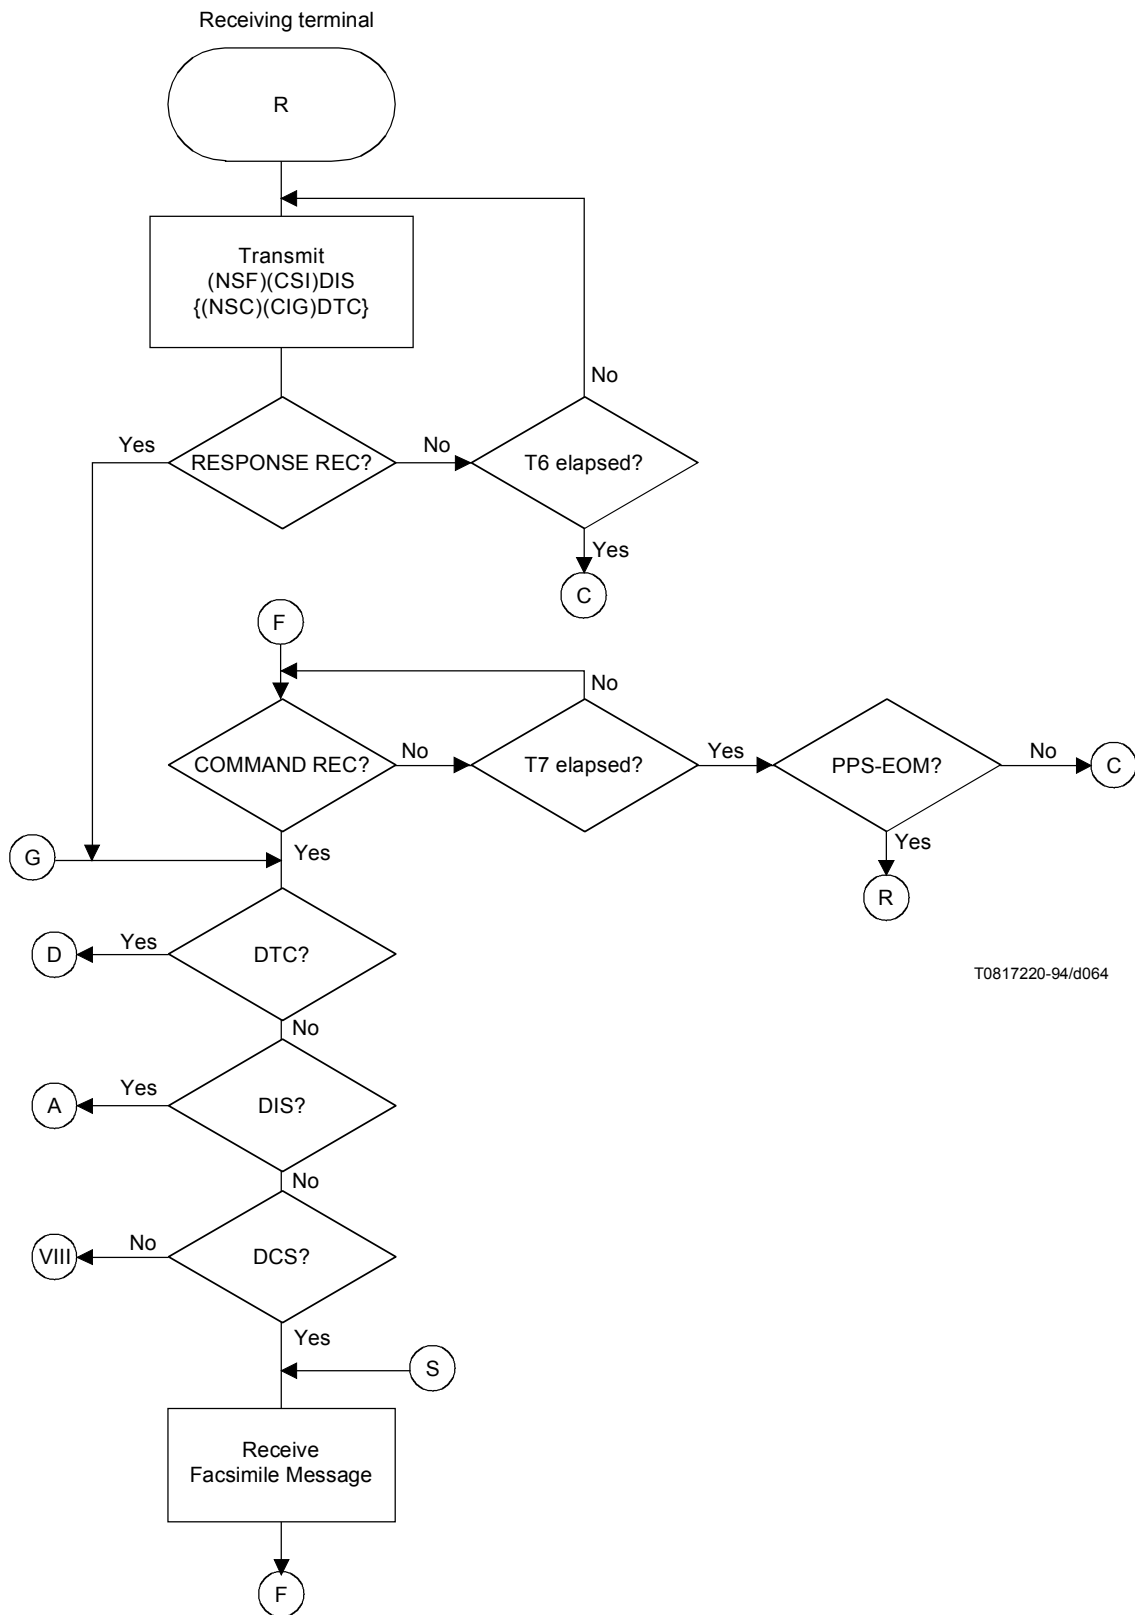 Receiving terminal
R
Transmit
(NSF)(CSI)DIS
{(NSC)(CIG)DTC}
No
Yes
RESPONSE REC?
No
T6 elapsed?
Yes
C
F
No
COMMAND REC?
No
T7 elapsed?
Yes
PPS-EOM?
No
C
G
Yes
Yes
R
D
Yes
DTC?
T0817220-94/d064
No
A
Yes
DIS?
No
VIII
No
DCS?
Yes
S
Receive
Facsimile Message
F